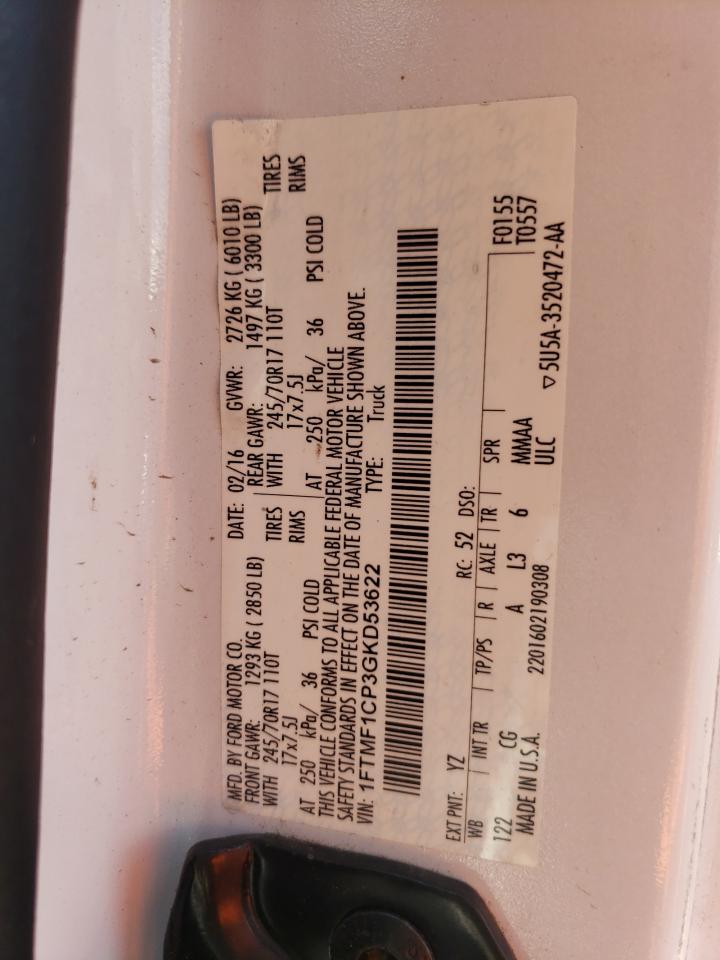 MFD. BY FORD MOTOR CO.
DATE: 02/16 GVWR: 2726 KG ( 6010 LB)
FRONT GAWR: 1293 KG ( 2850 LB) REAR GAWR: 1497 KG ( 3300 LB)
WITH 245/70R17 110T TIRES WITH 245/70R17 110T TIRES
17x7.5J RIMS 17x7.5J RIMS
AT 250 kPa/ 36 PSI COLD AT 250 kPa/ 36 PSI COLD
THIS VEHICLE CONFORMS TO ALL APPLICABLE FEDERAL MOTOR VEHICLE
SAFETY STANDARDS IN EFFECT ON THE DATE OF MANUFACTURE SHOWN ABOVE.
VIN: 1FTMF1CP3GKD53622 TYPE: Truck
EXT PNT: YZ RC: 52 DSO:
WB INT TR TP/PS R AXLE TR SPR F0155
122 CG A L3 6 MMAA T0557
MADE IN U.S.A. 2201602190308 ULC ▽5U5A-3520472-AA